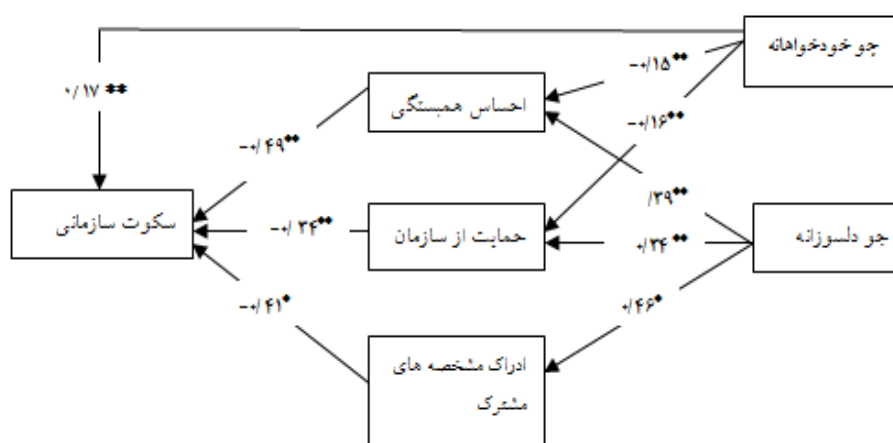 جو خودخواهانه
۰/۱۷ **
-۰/۱۵**
احساس همبستگی
-۰/۱۶**
-۰/۴۹**
/۳۹**
سکوت سازمانی
-۰/۳۴**
حمایت از سازمان
۰/۳۴ **
جو دلسوزانه
-۰/۴۱*
۰/۴۶*
ادراک مشخصه های
مشترک